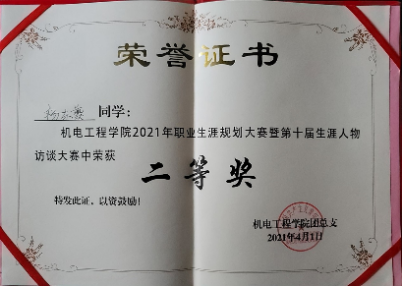 荣誉证书
同学：
机电工程学院2021年职业生涯规划大赛暨第十届生涯人物
访谈大赛中荣获
二等奖
特发此证，以资鼓励！
机电工程学院团总支
2021年4月1日